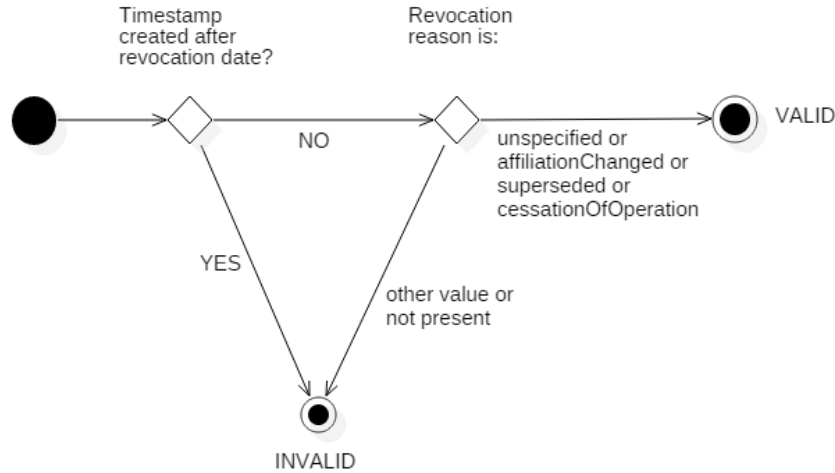 Timestamp
created after
revocation date?
Revocation
reason is:
VALID
NO
unspecified or
affiliationChanged or
superseded or
cessationOfOperation
YES
other value or
not present
INVALID